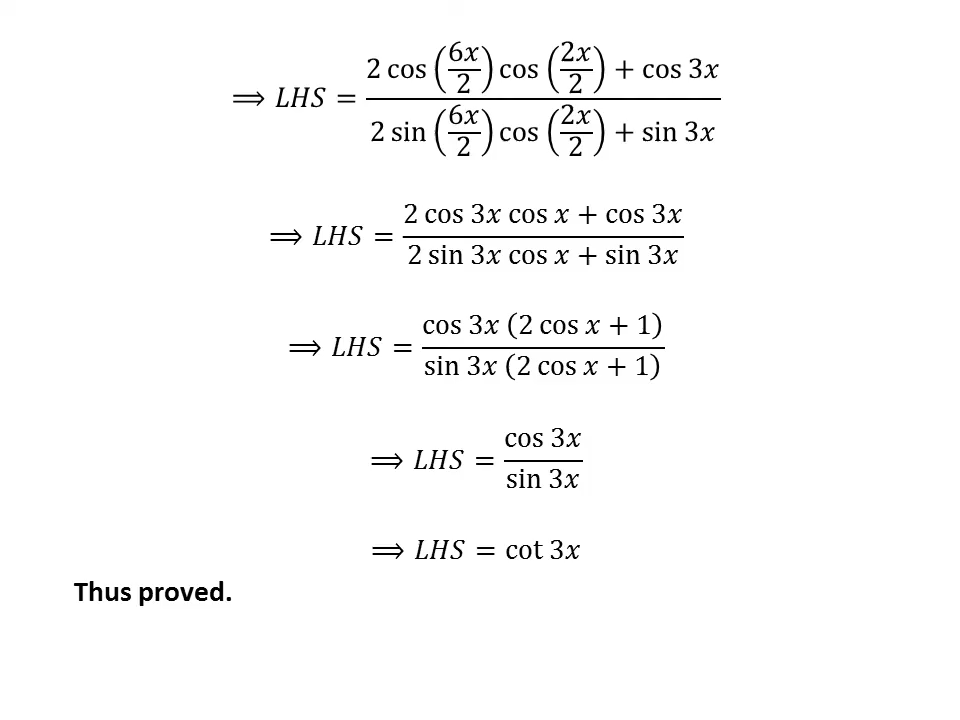 ⟹ LHS = (2 cos (6x/2) cos (2x/2) + cos 3x) / (2 sin (6x/2) cos (2x/2) + sin 3x)
⟹ LHS = (2 cos 3x cos x + cos 3x) / (2 sin 3x cos x + sin 3x)
⟹ LHS = (cos 3x (2 cos x + 1)) / (sin 3x (2 cos x + 1))
⟹ LHS = cos 3x / sin 3x
⟹ LHS = cot 3x
Thus proved.